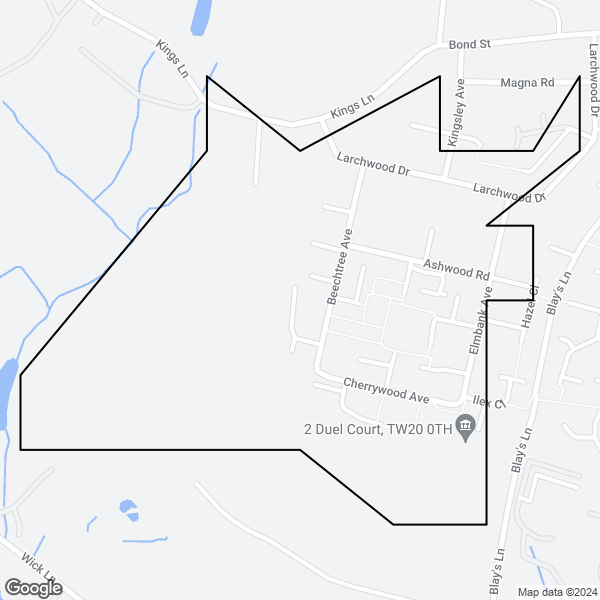 Bond St
Kings Ln
Larchwood Dr
Magna Rd
Kings Ln
Kingsley Ave
Larchwood Dr
Larchwood Dr
Ashwood Rd
Beechtree Ave
Blay's Ln
Hazel Cl
Elmbank Ave
Cherrywood Ave
Ilex Cl
2 Duel Court, TW20 0TH
Blay's Ln
Wick Ln
Blay's Ln
Google
Map data ©2024